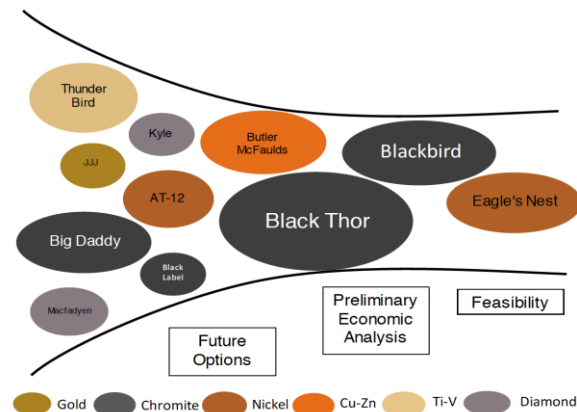 Thunder
Bird
Kyle
Butler
McFaulds
Blackbird
JJJ
AT-12
Eagle's Nest
Black Thor
Big Daddy
Black
Label
Macfadyen
Future
Options
Preliminary
Economic
Analysis
Feasibility
Gold
Chromite
Nickel
Cu-Zn
Ti-V
Diamond